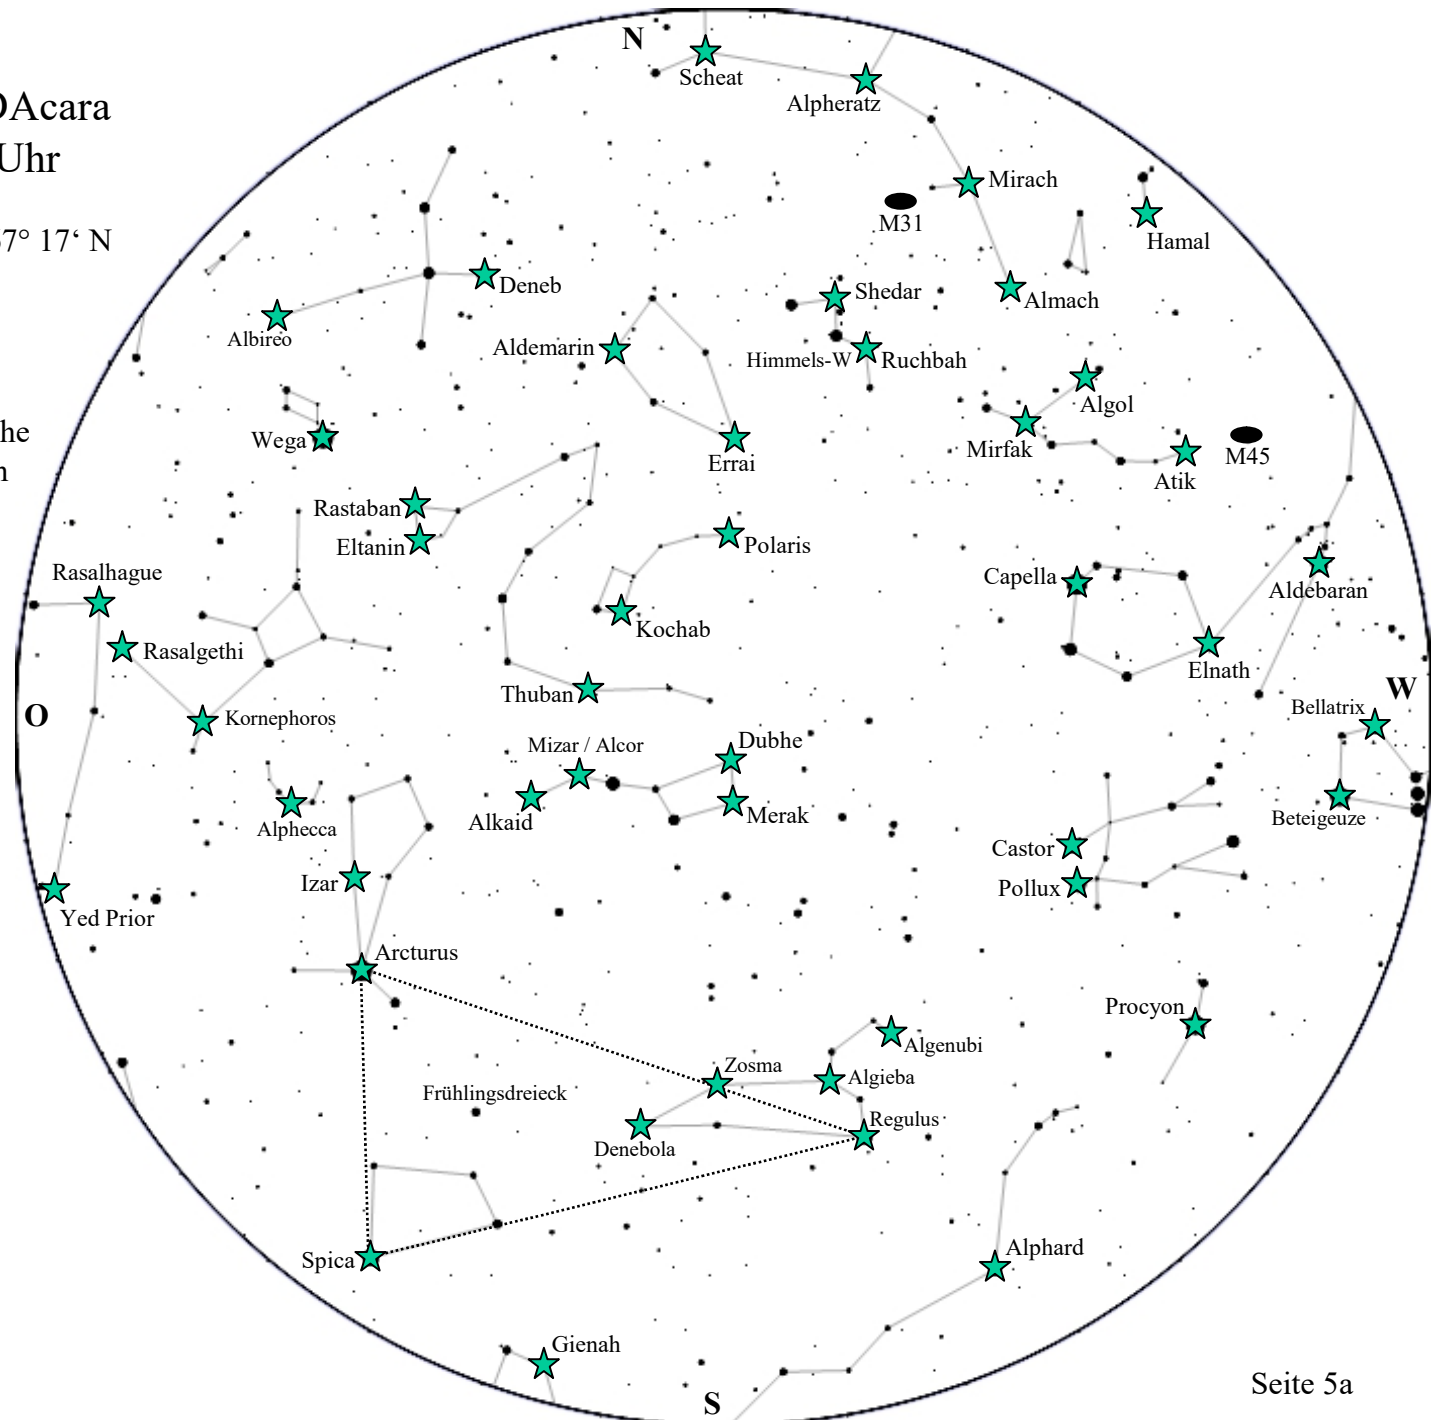 N
Scheat
Alpheratz
Acara
Uhr
Mirach
M31
Hamal
7° 17‘ N
Deneb
Shedar
Almach
Albireo
Aldemarin
Himmels-W
Ruchbah
Algol
he
Wega
Mirfak
M45
Errai
Atik
n
Rastaban
Eltanin
Polaris
Rasalhague
Capella
Aldebaran
Kochab
Rasalgethi
Elnath
Thuban
W
O
Kornephoros
Bellatrix
Mizar / Alcor
Dubhe
Alkaid
Merak
Alphecca
Beteigeuze
Castor
Izar
Pollux
Yed Prior
Arcturus
Procyon
Algenubi
Zosma
Algieba
Frühlingsdreieck
Regulus
Denebola
Spica
Alphard
Gienah
Seite 5a
S